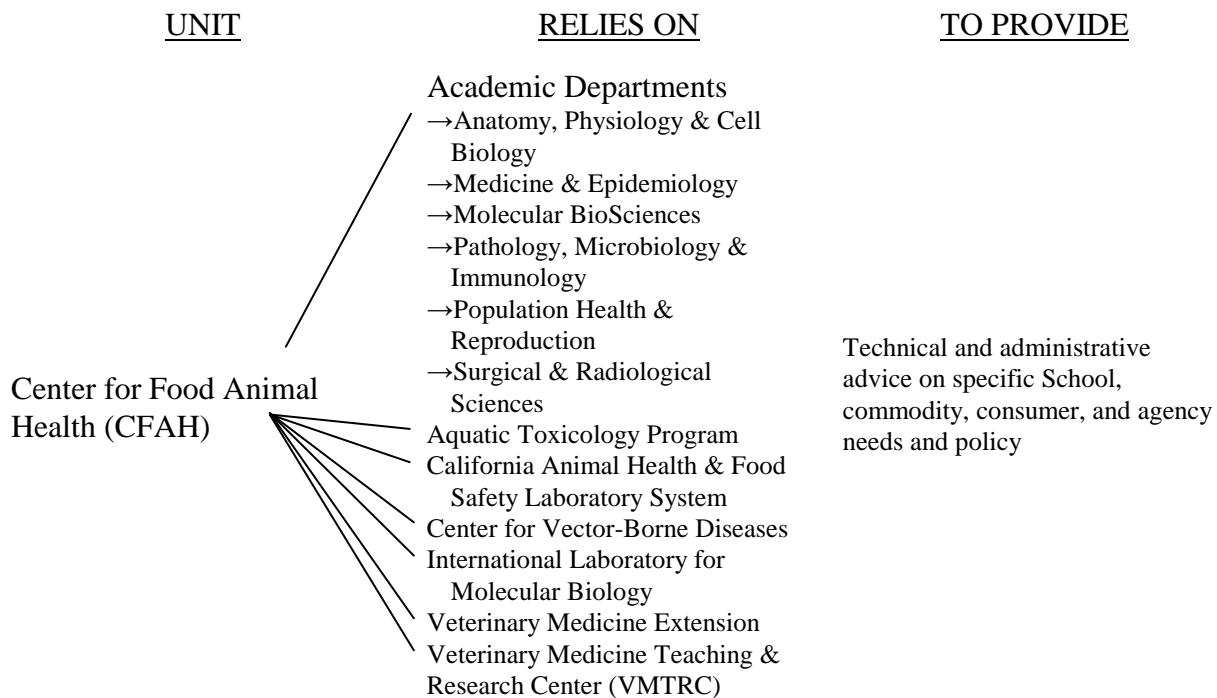 UNIT RELIES ON TO PROVIDE
Academic Departments
→Anatomy, Physiology & Cell
Biology
→Medicine & Epidemiology
→Molecular BioSciences
→Pathology, Microbiology &
Immunology
→Population Health &
Reproduction
→Surgical & Radiological
Sciences
Aquatic Toxicology Program
California Animal Health & Food
Safety Laboratory System
Center for Vector-Borne Diseases
International Laboratory for
Molecular Biology
Veterinary Medicine Extension
Veterinary Medicine Teaching &
Research Center (VMTRC)
Center for Food Animal
Health (CFAH)
Technical and administrative
advice on specific School,
commodity, consumer, and agency
needs and policy